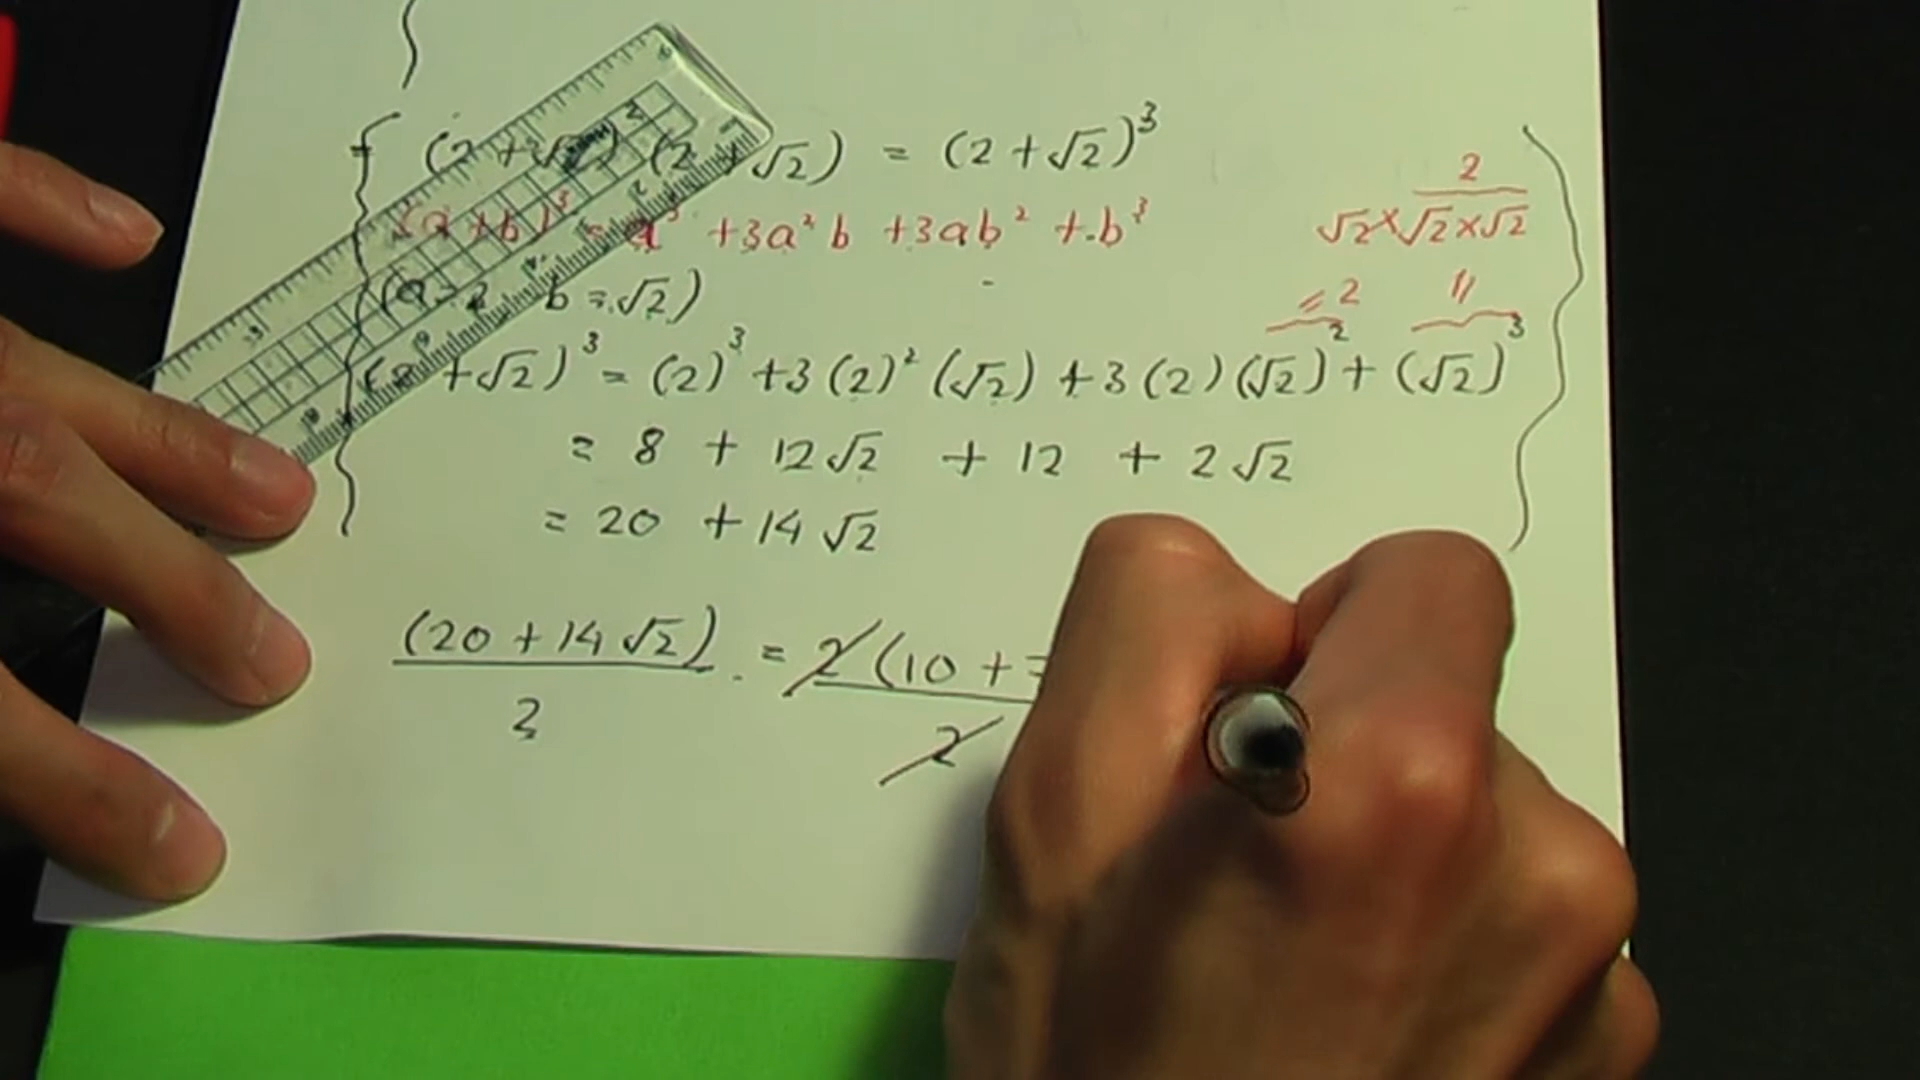 (2 + √2) (2 + √2) = (2 + √2)³
2
(a + b)³ = a³ + 3a²b + 3ab² + b³
√2 × √2 × √2
(a = 2 b = √2)
= 2
(2 + √2)³ = (2)³ + 3(2)²(√2) + 3(2)(√2)² + (√2)³
= 8 + 12√2 + 12 + 2√2
= 20 + 14√2
(20 + 14√2) = 2(10 +
2 2